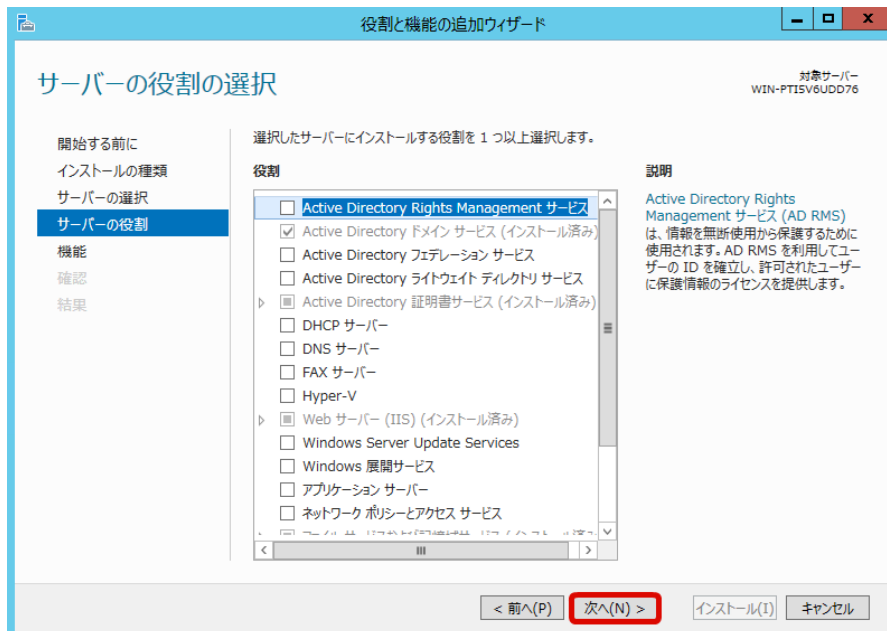 役割と機能の追加ウィザード
サーバーの役割の選択
対象サーバー
WIN-PTI5V6UDD76
開始する前に
インストールの種類
サーバーの選択
サーバーの役割
機能
確認
結果
選択したサーバーにインストールする役割を 1 つ以上選択します。
役割
Active Directory Rights Management サービス
Active Directory ドメイン サービス (インストール済み)
Active Directory フェデレーション サービス
Active Directory ライトウェイト ディレクトリ サービス
Active Directory 証明書サービス (インストール済み)
DHCP サーバー
DNS サーバー
FAX サーバー
Hyper-V
Web サーバー (IIS) (インストール済み)
Windows Server Update Services
Windows 展開サービス
アプリケーション サーバー
ネットワーク ポリシーとアクセス サービス
説明
Active Directory Rights
Management サービス (AD RMS)
は、情報を無断使用から保護するために
使用されます。AD RMS を利用してユー
ザーの ID を確立し、許可されたユーザー
に保護情報のライセンスを提供します。
< 前へ(P)
次へ(N) >
インストール(I)
キャンセル